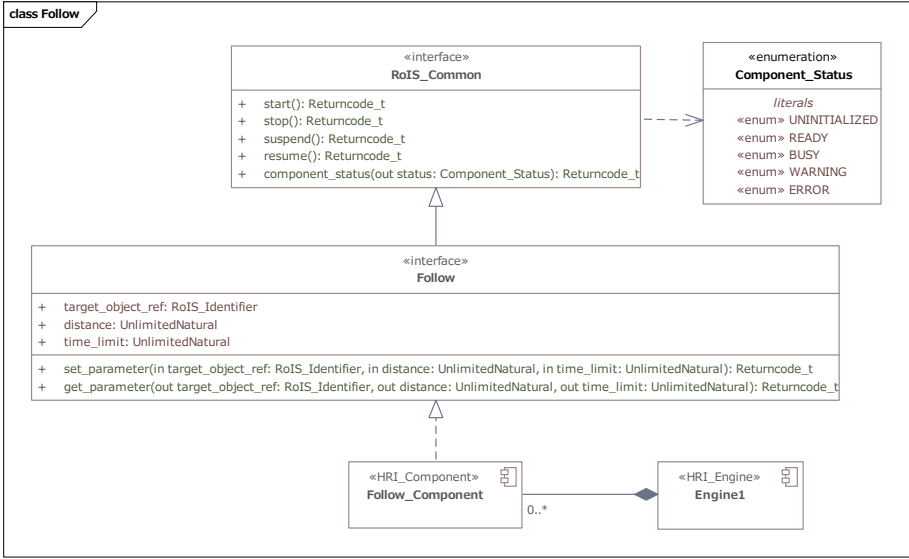 class Follow
«interface»
RoIS_Common
+ start(): Returncode_t
+ stop(): Returncode_t
+ suspend(): Returncode_t
+ resume(): Returncode_t
+ component_status(out status: Component_Status): Returncode_t
«enumeration»
Component_Status
literals
«enum» UNINITIALIZED
«enum» READY
«enum» BUSY
«enum» WARNING
«enum» ERROR
«interface»
Follow
+ target_object_ref: RoIS_Identifier
+ distance: UnlimitedNatural
+ time_limit: UnlimitedNatural
+ set_parameter(in target_object_ref: RoIS_Identifier, in distance: UnlimitedNatural, in time_limit: UnlimitedNatural): Returncode_t
+ get_parameter(out target_object_ref: RoIS_Identifier, out distance: UnlimitedNatural, out time_limit: UnlimitedNatural): Returncode_t
«HRI_Component»
Follow_Component
0..*
«HRI_Engine»
Engine1